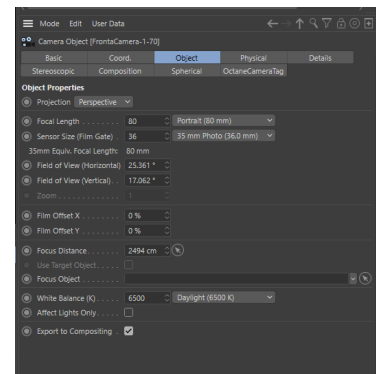 Mode Edit User Data
Camera Object [FrontaCamera-1-70]
Basic Coord. Object Physical Details
Stereoscopic Composition Spherical OctaneCameraTag
Object Properties
Projection Perspective
Focal Length . . . . . . . . 80 Portrait (80 mm)
Sensor Size (Film Gate) . 36 35 mm Photo (36.0 mm)
35mm Equiv. Focal Length: 80 mm
Field of View (Horizontal) 25.361 °
Field of View (Vertical) . . 17.062 °
Zoom . . . . . . . . . . . . . 1
Film Offset X . . . . . . . . 0 %
Film Offset Y . . . . . . . . 0 %
Focus Distance. . . . . . . 2494 cm
Use Target Object. . . . .
Focus Object . . . . . . . .
White Balance (K). . . . . 6500 Daylight (6500 K)
Affect Lights Only. . . . .
Export to Compositing .